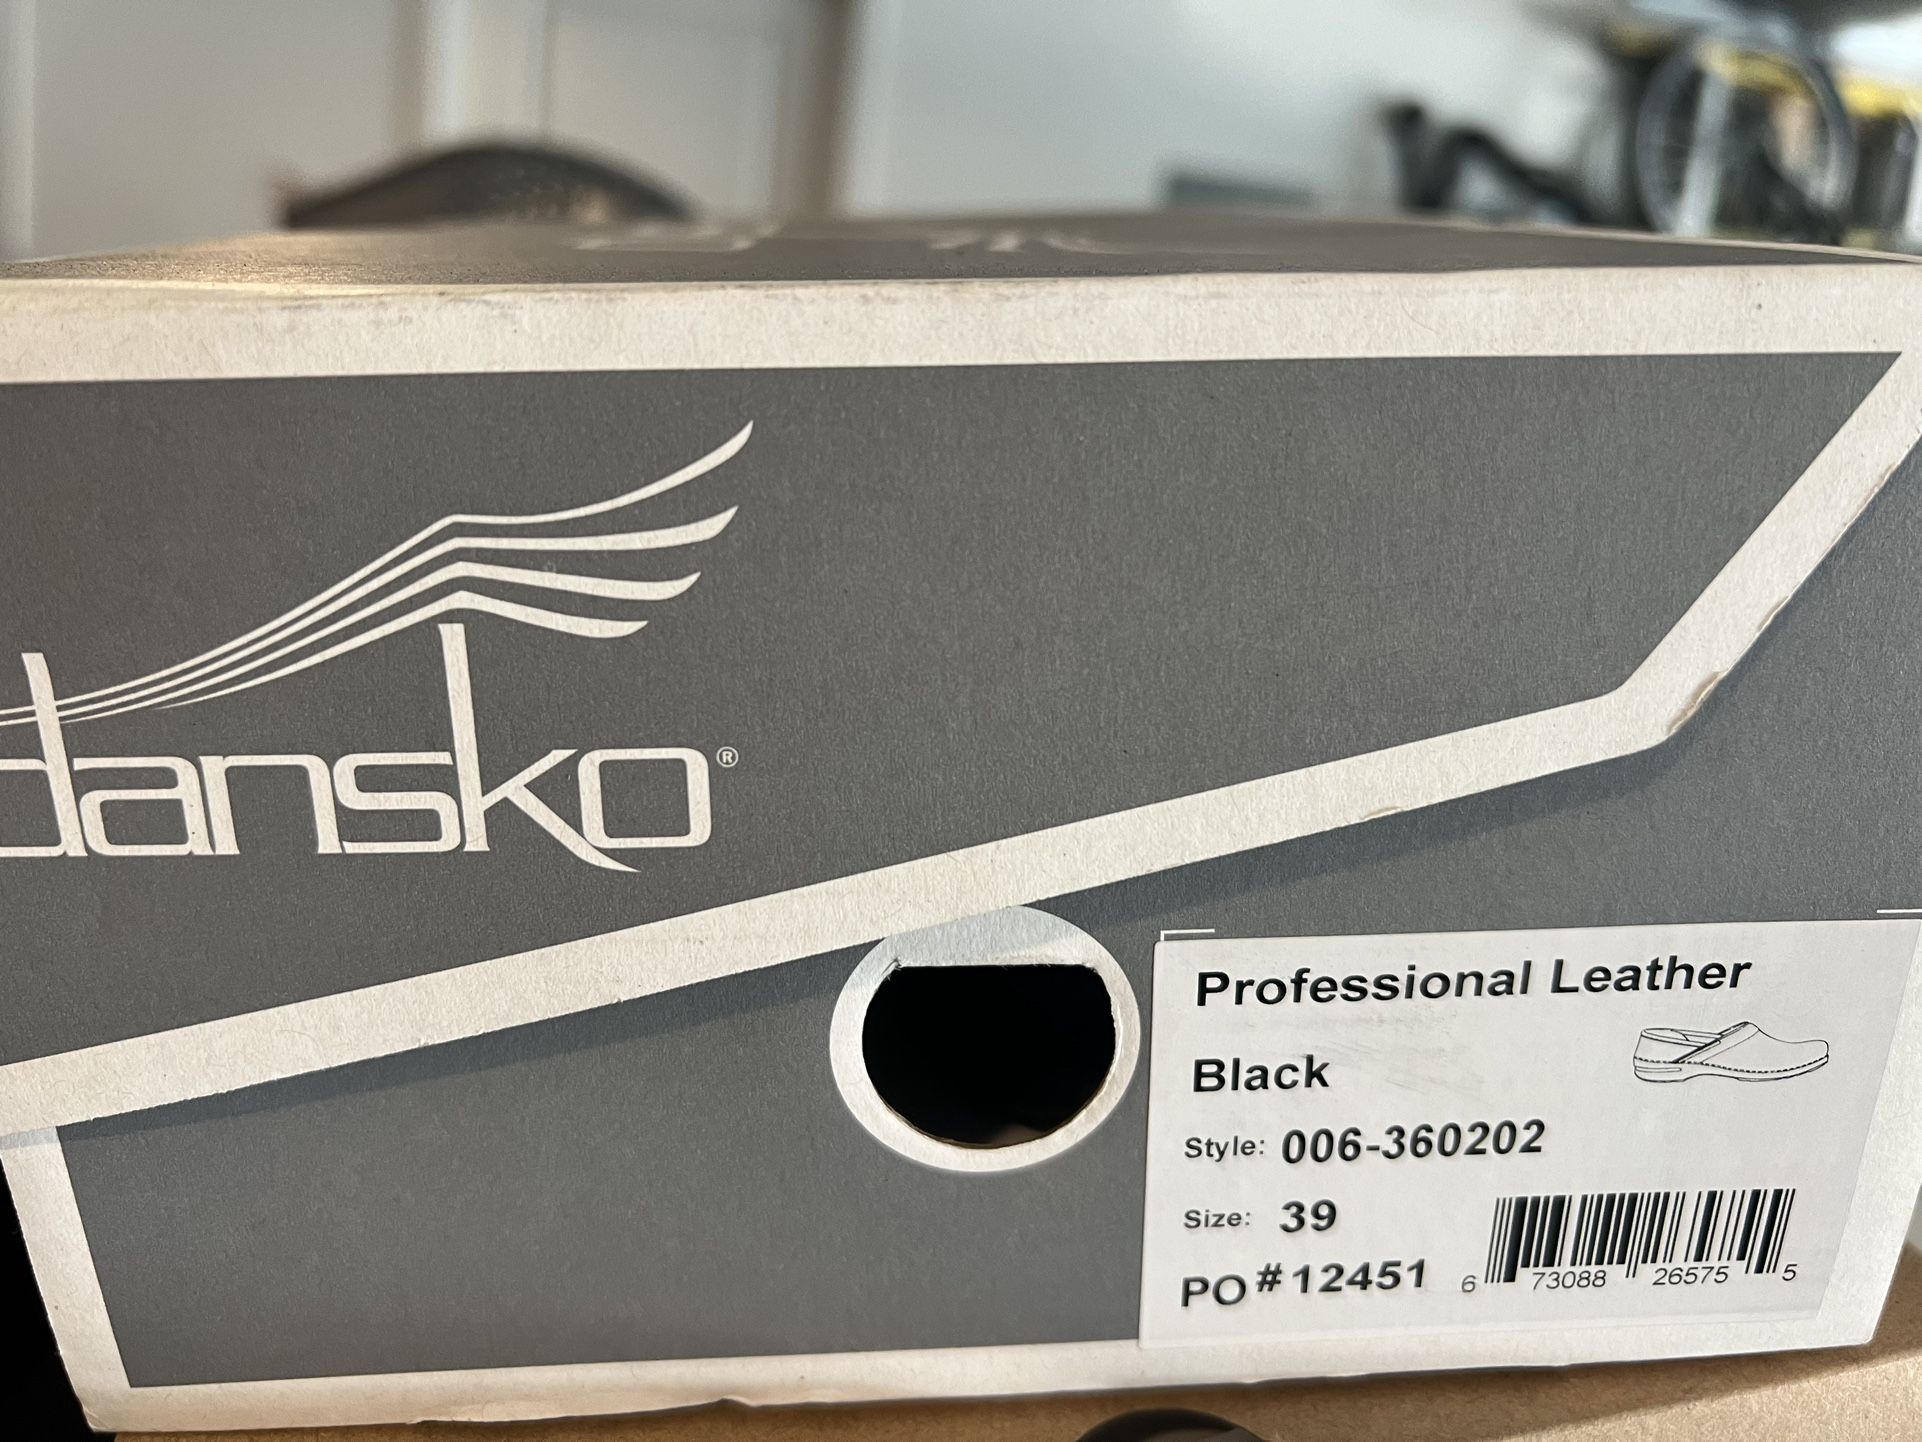 dansko®
Professional Leather
Black
Style: 006-360202
Size: 39
PO #12451
6 73088 26575 5